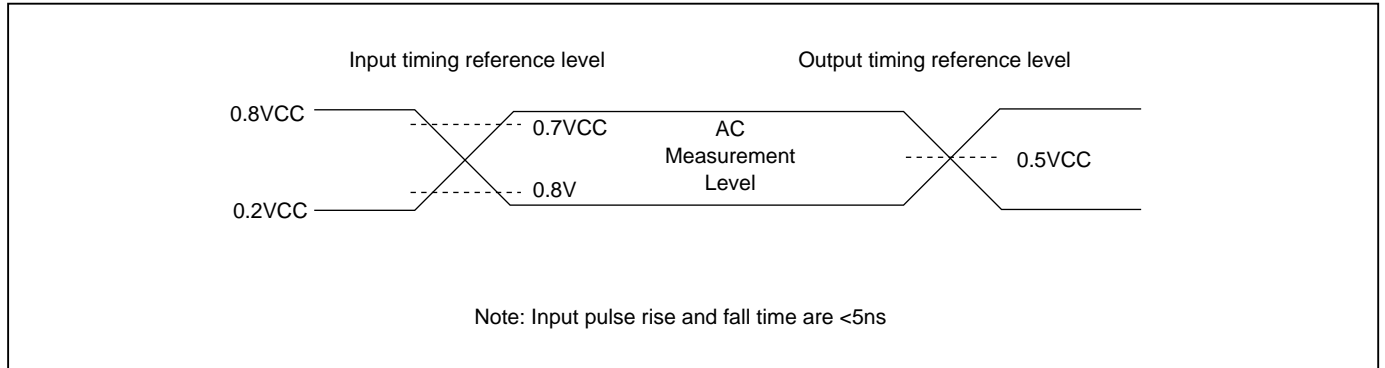 Input timing reference level
Output timing reference level
0.8VCC
0.7VCC
AC
Measurement
Level
0.5VCC
0.8V
0.2VCC
Note: Input pulse rise and fall time are <5ns